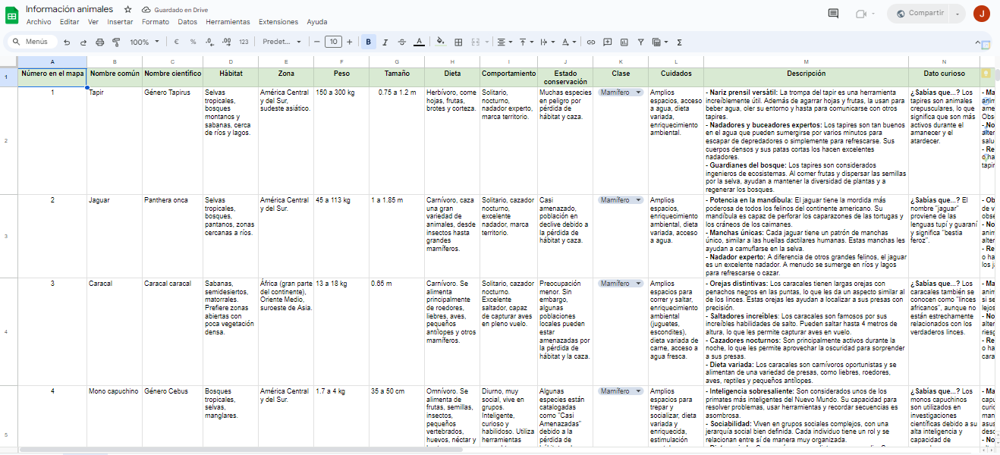 Información animales
Guardado en Drive
Archivo Editar Ver Insertar Formato Datos Herramientas Extensiones Ayuda
Compartir
J
Menús
100%
€ % .0 .00 123
Predet...
10
B I A
A B C D E F G H I J K L M N
1
Número en el mapa
Nombre común
Nombre científico
Hábitat
Zona
Peso
Tamaño
Dieta
Comportamiento
Estado
conservación
Clase
Cuidados
Descripción
Dato curioso
2
1
Tapir
Género Tapirus
Selvas
tropicales,
bosques
montanos y
sabanas, cerca
de ríos y lagos.
América Central
y del Sur,
sudeste asiático.
150 a 300 kg
0.75 a 1.2 m
Herbívoro, come
hojas, frutas,
brotes y corteza.
Solitario,
nocturno,
nadador experto,
marca territorio.
Muchas especies
en peligro por
pérdida de
hábitat y caza.
Mamífero
Amplios
espacios, acceso
a agua, dieta
variada,
enriquecimiento
ambiental.
- Nariz prensil versátil: La trompa del tapir es una herramienta
increíblemente útil. Además de agarrar hojas y frutas, la usan para
beber agua, oler su entorno y hasta para comunicarse con otros
tapires.
- Nadadores y buceadores expertos: Los tapires son tan buenos
en el agua que pueden sumergirse por varios minutos para
escapar de depredadores o simplemente para refrescarse. Sus
cuerpos densos y sus patas cortas los hacen excelentes
nadadores.
- Guardianes del bosque: Los tapires son considerados
ingenieros de ecosistemas. Al comer frutas y dispersar las semillas
por la selva, ayudan a mantener la diversidad de plantas y a
regenerar los bosques.
¿Sabías que...? Los
tapires son animales
crepusculares, lo que
significa que son más
activos durante el
amanecer y el
atardecer.
3
2
Jaguar
Panthera onca
Selvas
tropicales,
bosques,
pantanos, zonas
cercanas a ríos.
América Central
y del Sur.
45 a 113 kg
1 a 1.85 m
Carnívoro, caza
una gran
variedad de
animales, desde
insectos hasta
grandes
mamíferos.
Solitario, cazador
nocturno,
excelente
nadador, marca
territorio.
Casi
amenazado,
población en
declive debido a
la pérdida de
hábitat y caza.
Mamífero
Amplios
espacios,
enriquecimiento
ambiental, dieta
variada, acceso
a agua.
- Potencia en la mandíbula: El jaguar tiene la mordida más
poderosa de todos los felinos del continente americano. Su
mandíbula es capaz de perforar los caparazones de las tortugas y
los cráneos de los caimanes.
- Manchas únicas: Cada jaguar tiene un patrón de manchas
único, similar a las huellas dactilares humanas. Estas manchas les
ayudan a camuflarse en la selva.
- Nadador experto: A diferencia de otros grandes felinos, el jaguar
es un excelente nadador. A menudo se sumerge en ríos y lagos
para refrescarse o cazar.
¿Sabías que...? El
nombre "jaguar"
proviene de las
lenguas tupí y guaraní
y significa "bestia
feroz".
4
3
Caracal
Caracal caracal
Sabanas,
semidesiertos,
matorrales.
Prefiere zonas
abiertas con
poca vegetación
densa.
África (gran parte
del continente),
Oriente Medio,
suroeste de Asia.
13 a 18 kg
0.65 m
Carnívoro. Se
alimenta
principalmente
de roedores,
liebres, aves,
pequeños
antílopes y otros
mamíferos.
Solitario, cazador
nocturno.
Excelente
saltador, capaz
de capturar aves
en pleno vuelo.
Preocupación
menor. Sin
embargo,
algunas
poblaciones
locales pueden
estar
amenazadas por
la pérdida de
hábitat y la caza.
Mamífero
Amplios
espacios para
correr y saltar,
enriquecimiento
ambiental
(juguetes,
escondites),
dieta variada de
carne, acceso a
agua fresca.
- Orejas distintivas: Los caracales tienen largas orejas con
penachos negros en las puntas, lo que les da un aspecto similar al
de los linces. Estas orejas les ayudan a localizar a sus presas con
precisión.
- Saltadores increíbles: Los caracales son famosos por sus
increíbles habilidades de salto. Pueden saltar hasta 4 metros de
altura, lo que les permite capturar aves en vuelo.
- Cazadores nocturnos: Son principalmente activos durante la
noche, lo que les permite aprovechar la oscuridad para sorprender
a sus presas.
- Dieta variada: Los caracales son carnívoros oportunistas y se
alimentan de una variedad de presas, como liebres, roedores,
aves, reptiles y pequeños antílopes.
¿Sabías que...? Los
caracales también se
conocen como "linces
africanos", aunque no
están estrechamente
relacionados con los
verdaderos linces.
5
4
Mono capuchino
Género Cebus
Bosques
tropicales,
selvas,
manglares.
América Central
y del Sur.
1.7 a 4 kg
35 a 50 cm
Omnívoro. Se
alimenta de
frutas, semillas,
insectos,
pequeños
vertebrados,
huevos, néctar y
Diurno, muy
social, vive en
grupos.
Inteligente,
curioso y
habilidoso. Utiliza
herramientas
Algunas
especies están
catalogadas
como "Casi
Amenazadas"
debido a la
pérdida de
Mamífero
Amplios
espacios para
trepar y
socializar, dieta
variada y
enriquecida,
estimulación
- Inteligencia sobresaliente: Son considerados unos de los
primates más inteligentes del Nuevo Mundo. Su capacidad para
resolver problemas, usar herramientas y recordar secuencias es
asombrosa.
- Sociabilidad: Viven en grupos sociales complejos, con una
jerarquía social bien definida. Cada individuo tiene un rol y se
relacionan entre sí de manera muy organizada.
¿Sabías que...? Los
monos capuchinos
son utilizados en
investigaciones
científicas debido a su
alta inteligencia y
capacidad de